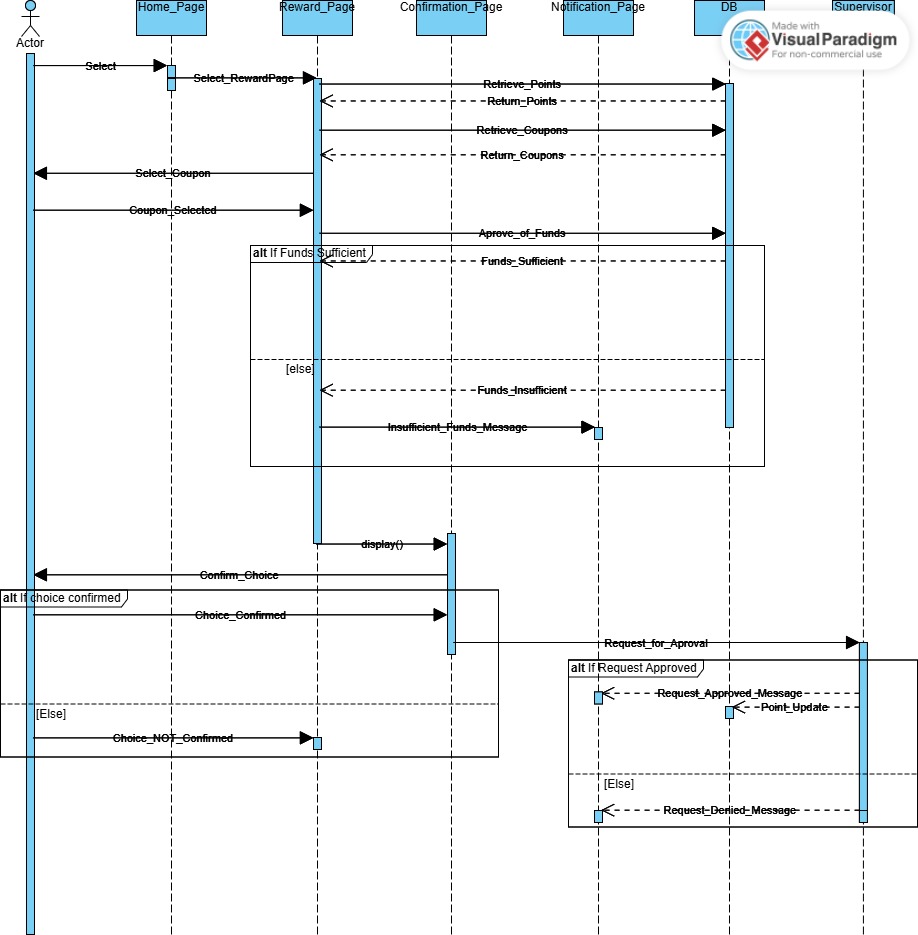 Home_Page
Reward_Page
Confirmation_Page
Notification_Page
DB
Supervisor
Actor
Made with
VisualParadigm
For non-commercial use
Select
Select_RewardPage
Retrieve_Points
Return_Points
Retrieve_Coupons
Return_Coupons
Select_Coupon
Coupon_Selected
Aprove_of_Funds
alt If Funds Sufficient
Funds_Sufficient
[else]
Funds_Insufficient
Insufficient_Funds_Message
display()
Confirm_Choice
alt If choice confirmed
Choice_Confirmed
Request_for_Aproval
alt If Request Approved
Request_Approved_Message
Point_Update
[Else]
Choice_NOT_Confirmed
[Else]
Request_Denied_Message